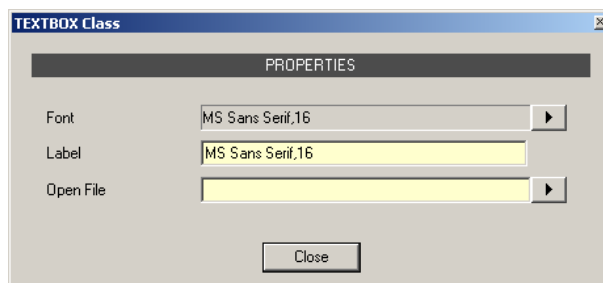 TEXTBOX Class
PROPERTIES
Font MS Sans Serif,16
Label MS Sans Serif,16
Open File
Close